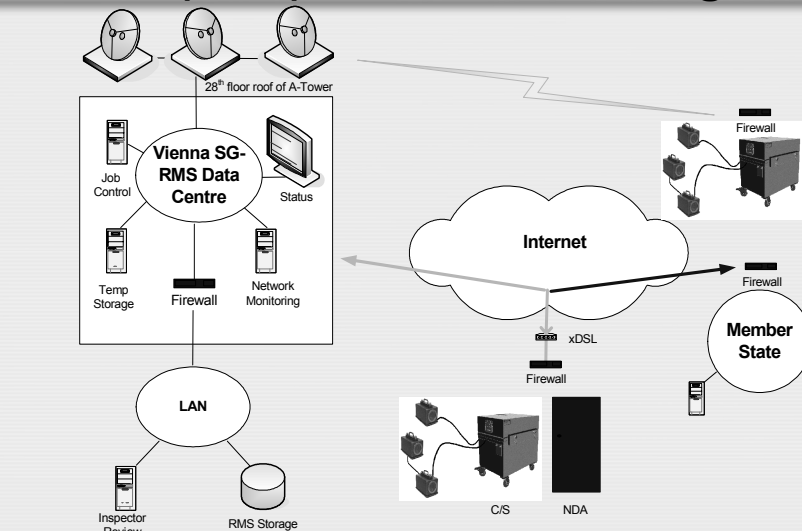 28th floor roof of A-Tower
Job
Control
Vienna SG-
RMS Data
Centre
Status
Temp
Storage
Firewall
Network
Monitoring
LAN
Inspector
Review
RMS Storage
Internet
xDSL
Firewall
C/S
NDA
Firewall
Firewall
Member
State